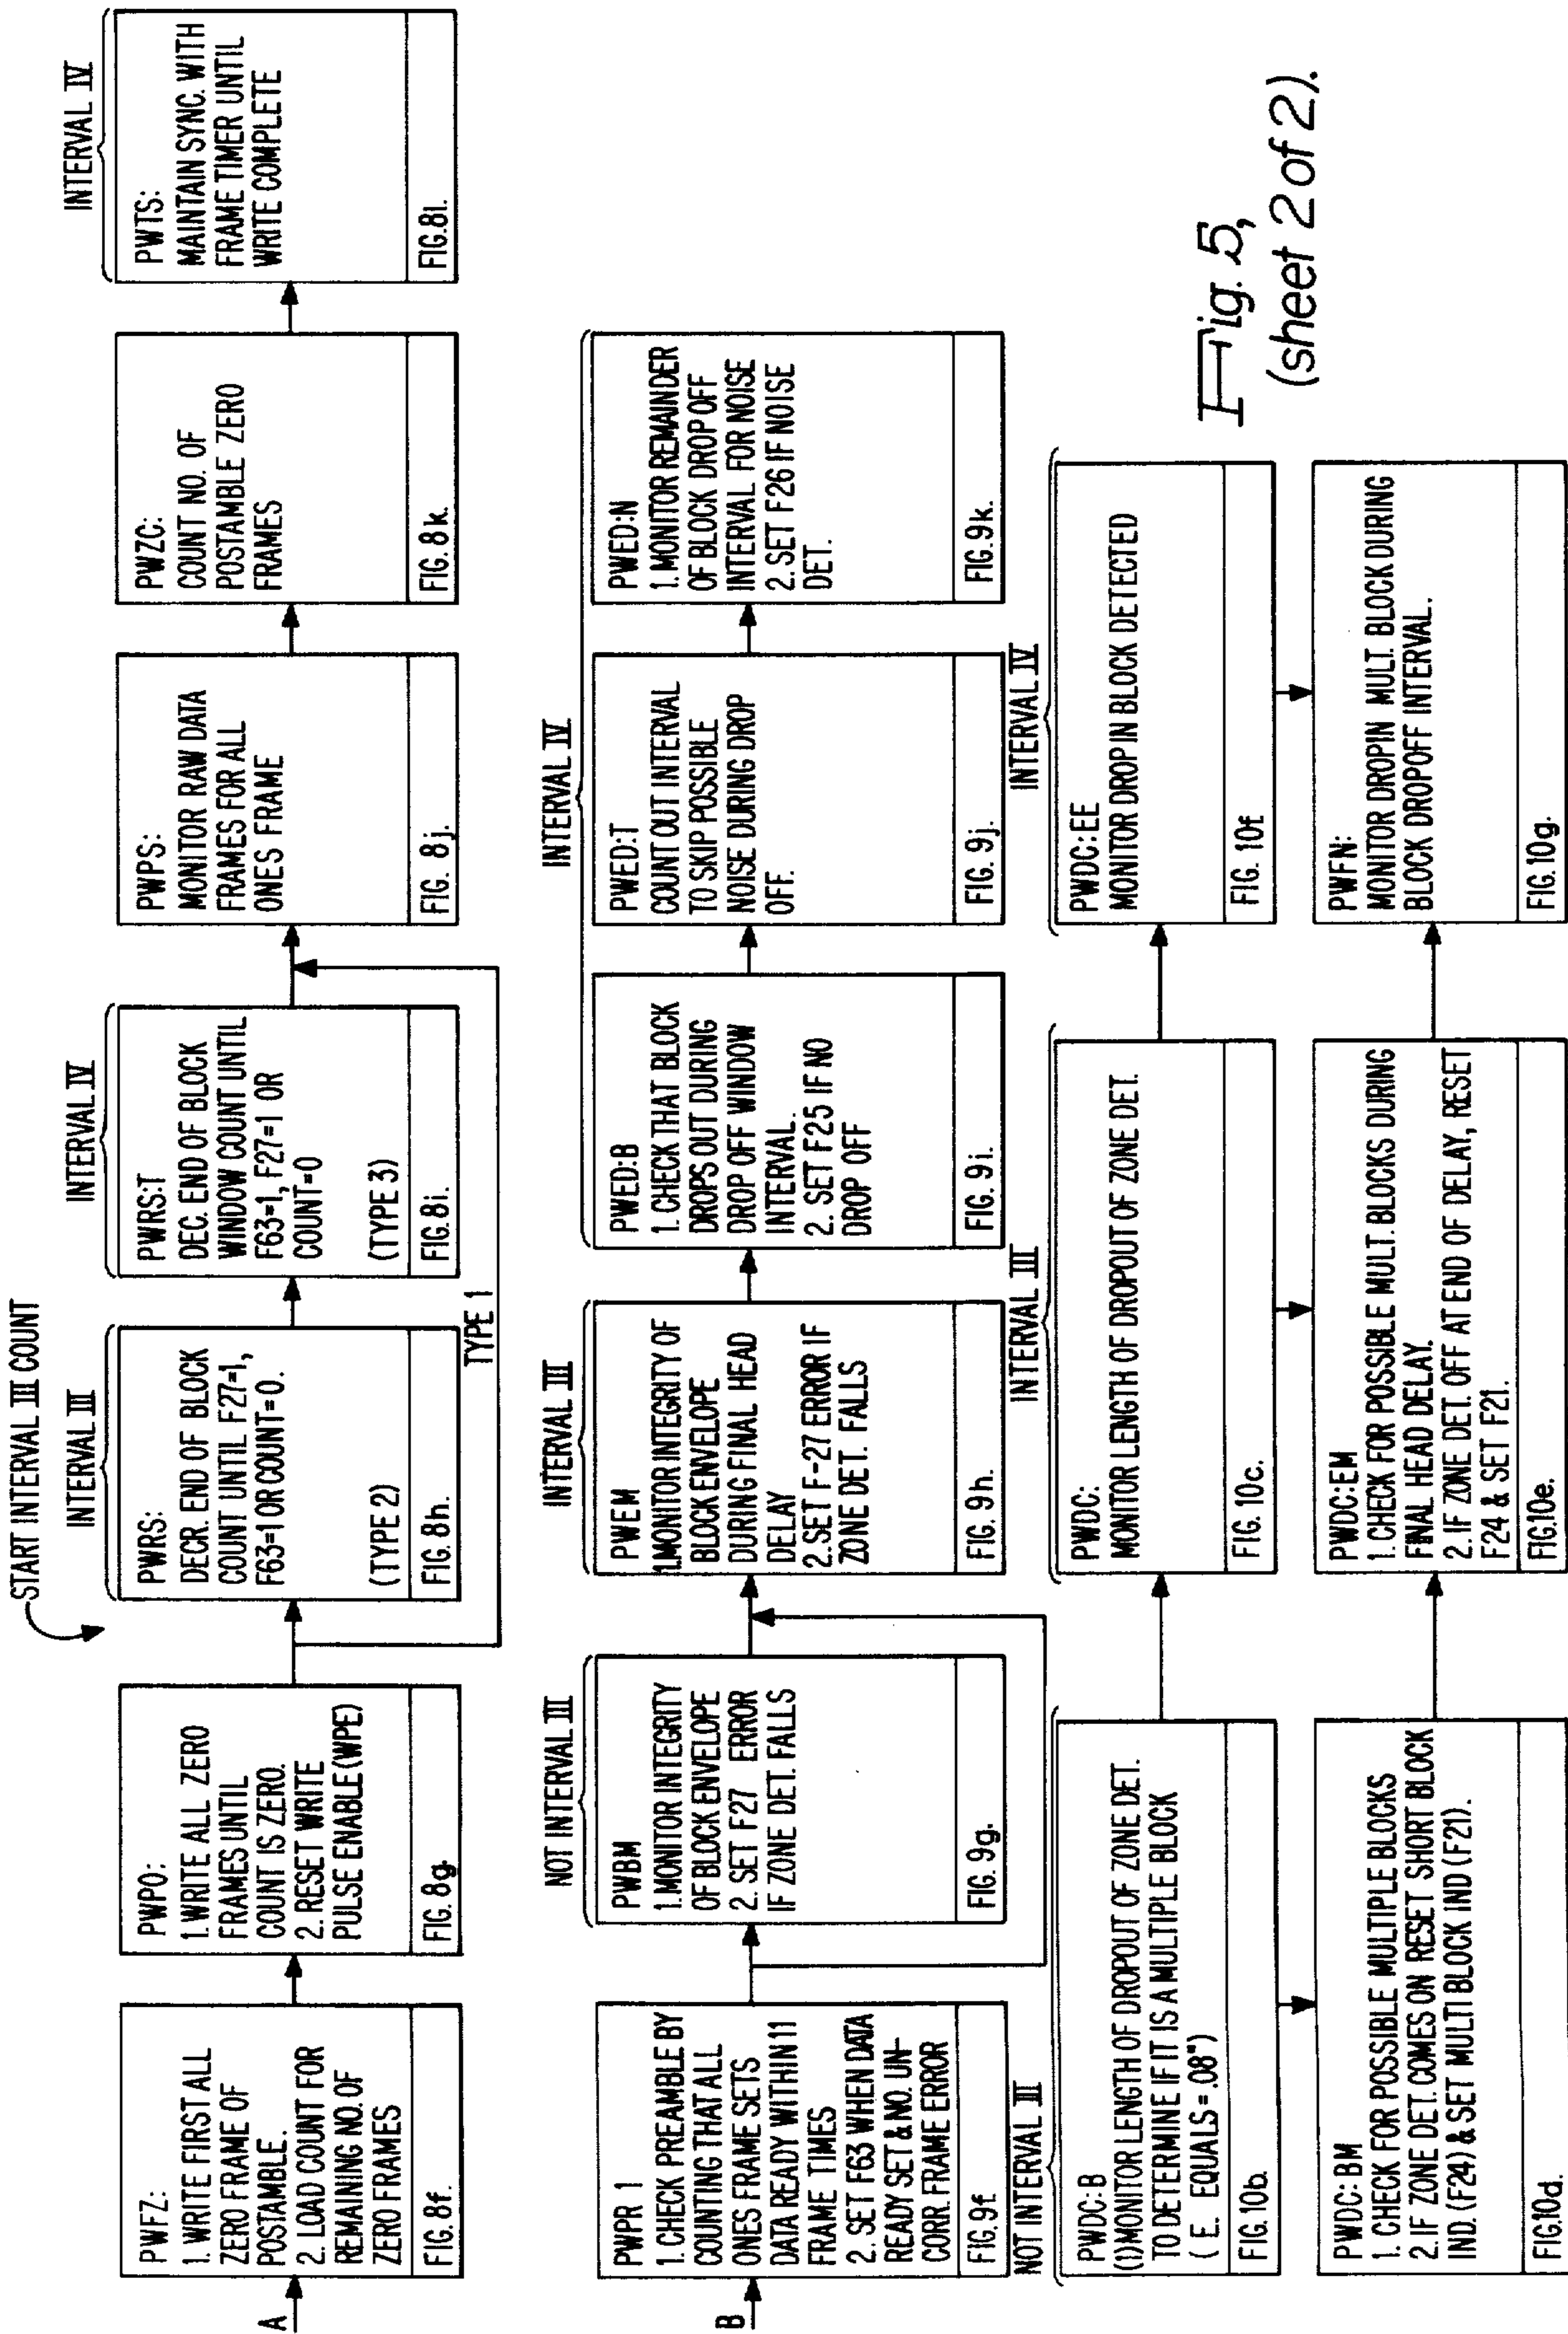 START INTERVAL III COUNT
INTERVAL III
INTERVAL IV
INTERVAL IV
A
PWFZ:
1. WRITE FIRST ALL
ZERO FRAME OF
POSTAMBLE.
2. LOAD COUNT FOR
REMAINING NO. OF
ZERO FRAMES
FIG. 8f.
PWPO:
1. WRITE ALL ZERO
FRAMES UNTIL
COUNT IS ZERO.
2. RESET WRITE
PULSE ENABLE (WPE)
FIG. 8g.
PWRS:
DECR. END OF BLOCK
COUNT UNTIL F27=1,
F63=1 OR COUNT=0.
(TYPE 2)
FIG. 8h.
PWRS:T
DEC. END OF BLOCK
WINDOW COUNT UNTIL
F63=1, F27=1 OR
COUNT=0
(TYPE 3)
FIG. 8i.
TYPE 1
PWPS:
MONITOR RAW DATA
FRAMES FOR ALL
ONES FRAME
FIG. 8j.
PWZC:
COUNT NO. OF
POSTAMBLE ZERO
FRAMES
FIG. 8k.
PWTS:
MAINTAIN SYNC. WITH
FRAME TIMER UNTIL
WRITE COMPLETE
FIG. 8l.
NOT INTERVAL III
INTERVAL III
INTERVAL IV
B
PWPR 1
1. CHECK PREAMBLE BY
COUNTING THAT ALL
ONES FRAME SETS
DATA READY WITHIN 11
FRAME TIMES
2. SET F63 WHEN DATA
READY SET & NO. UN-
CORR. FRAME ERROR
FIG. 9f.
PWBM
1. MONITOR INTEGRITY
OF BLOCK ENVELOPE
2. SET F27 ERROR
IF ZONE DET. FALLS
FIG. 9g.
PWEM
1. MONITOR INTEGRITY OF
BLOCK ENVELOPE
DURING FINAL HEAD
DELAY
2. SET F-27 ERROR IF
ZONE DET. FALLS
FIG. 9h.
PWED:B
1. CHECK THAT BLOCK
DROPS OUT DURING
DROP OFF WINDOW
INTERVAL.
2. SET F25 IF NO
DROP OFF
FIG. 9i.
PWED:T
COUNT OUT INTERVAL
TO SKIP POSSIBLE
NOISE DURING DROP
OFF.
FIG. 9j.
PWED:N
1. MONITOR REMAINDER
OF BLOCK DROP OFF
INTERVAL FOR NOISE
2. SET F26 IF NOISE
DET.
FIG. 9k.
NOT INTERVAL III
INTERVAL III
INTERVAL IV
PWDC:B
(1) MONITOR LENGTH OF DROPOUT OF ZONE DET.
TO DETERMINE IF IT IS A MULTIPLE BLOCK
( E. EQUALS = .08")
FIG. 10b.
PWDC:
MONITOR LENGTH OF DROPOUT OF ZONE DET.
FIG. 10c.
PWDC:EE
MONITOR DROP IN BLOCK DETECTED
FIG. 10f
PWDC:BM
1. CHECK FOR POSSIBLE MULTIPLE BLOCKS
2. IF ZONE DET. COMES ON RESET SHORT BLOCK
IND. (F24) & SET MULTI BLOCK IND (F21).
FIG. 10d.
PWDC:EM
1. CHECK FOR POSSIBLE MULT. BLOCKS DURING
FINAL HEAD DELAY.
2. IF ZONE DET. OFF AT END OF DELAY, RESET
F24 & SET F21.
FIG. 10e.
PWFN:
MONITOR DROPIN MULT. BLOCK DURING
BLOCK DROPOFF INTERVAL.
FIG. 10g.
Fig. 5,
(sheet 2 of 2).